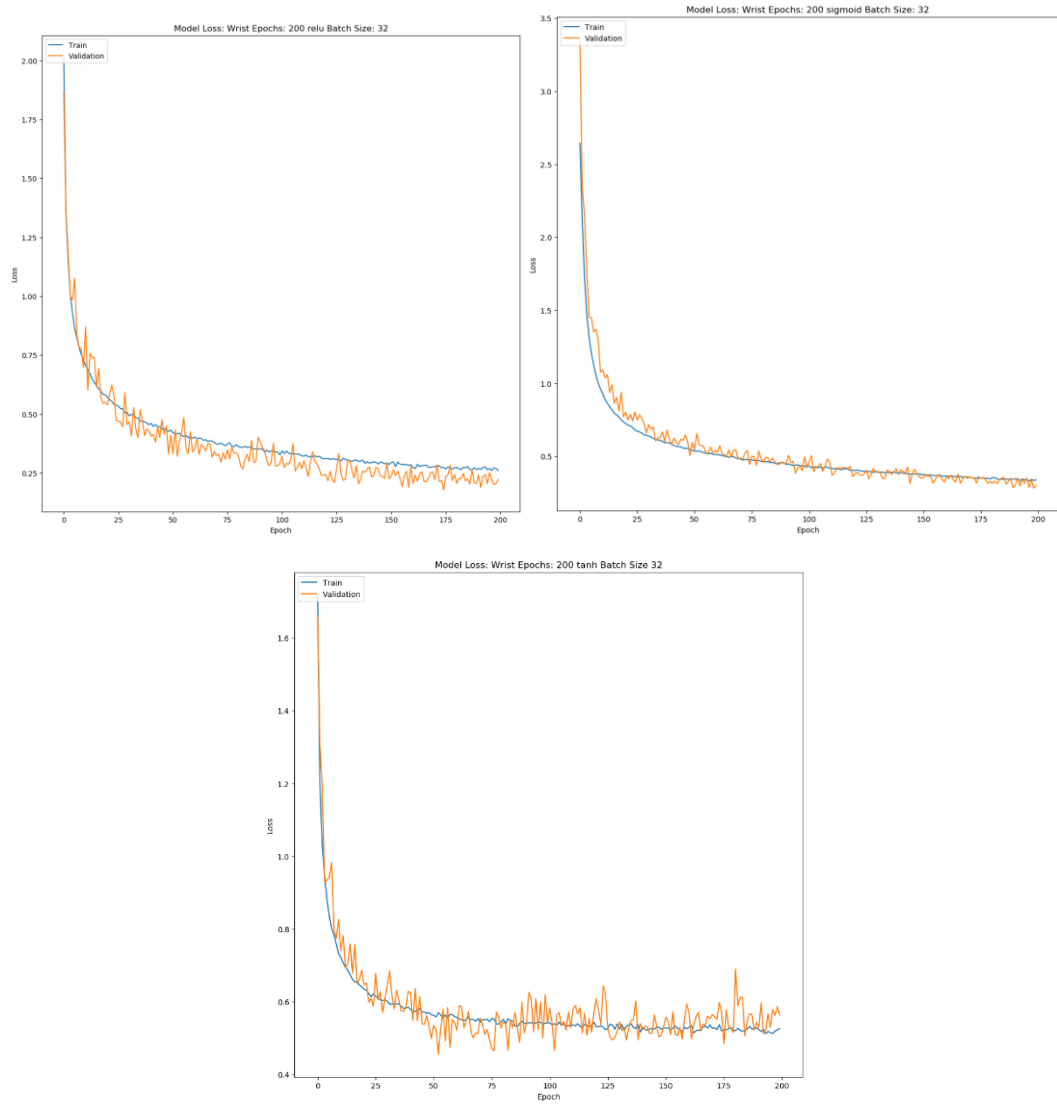 Model Loss: Wrist Epochs: 200 relu Batch Size: 32
Train
Validation
2.00
1.75
1.50
1.25
1.00
0.75
0.50
0.25
Loss
0 25 50 75 100 125 150 175 200
Epoch
Model Loss: Wrist Epochs: 200 sigmoid Batch Size: 32
Train
Validation
3.5
3.0
2.5
2.0
1.5
1.0
0.5
Loss
0 25 50 75 100 125 150 175 200
Epoch
Model Loss: Wrist Epochs: 200 tanh Batch Size 32
Train
Validation
1.6
1.4
1.2
1.0
0.8
0.6
0.4
Loss
0 25 50 75 100 125 150 175 200
Epoch